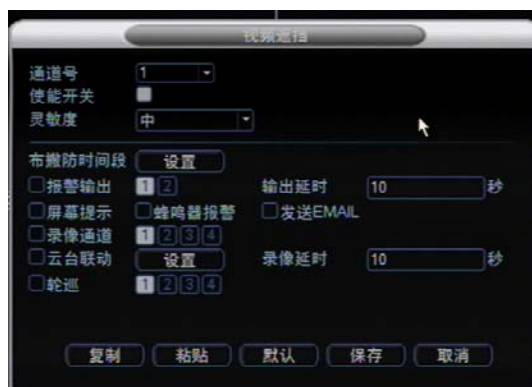 视频遮挡
通道号 1
使能开关
灵敏度 中
布撤防时间段 设置
报警输出 1 2 输出延时 10 秒
屏幕提示 蜂鸣器报警 发送EMAIL
录像通道 1 2 3 4
云台联动 设置 录像延时 10 秒
轮巡 1 2 3 4
复制 粘贴 默认 保存 取消